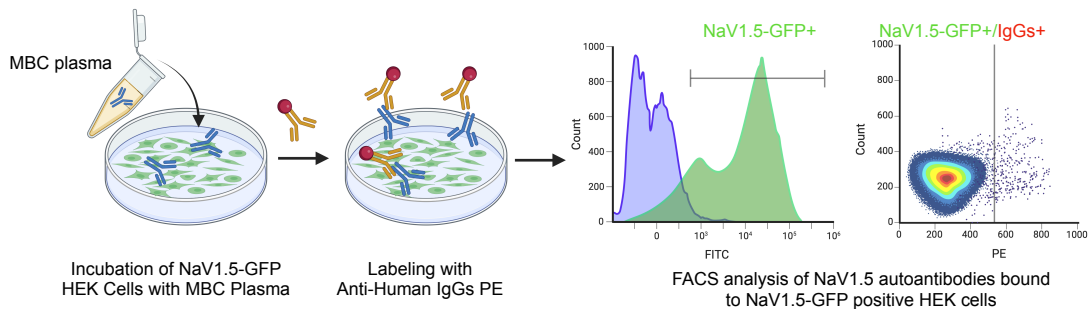 MBC plasma
Incubation of NaV1.5-GFP
HEK Cells with MBC Plasma
Labeling with
Anti-Human IgGs PE
NaV1.5-GFP+
1000
800
600
400
200
0
Count
0
10³
10⁴
10⁵
10⁶
FITC
NaV1.5-GFP+/IgGs+
1000
800
600
400
200
0
Count
0
200
400
600
800
1000
PE
FACS analysis of NaV1.5 autoantibodies bound
to NaV1.5-GFP positive HEK cells